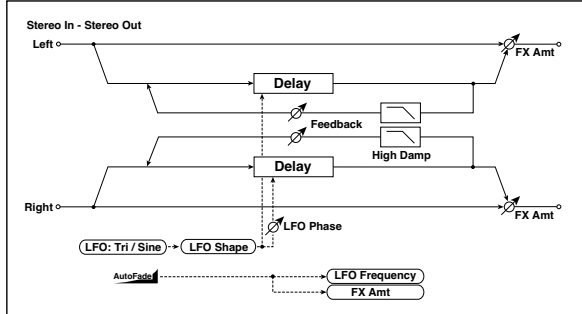 Stereo In - Stereo Out
Left
FX Amt
Delay
Feedback
High Damp
Delay
Right
FX Amt
LFO Phase
LFO: Tri / Sine
LFO Shape
AutoFade
LFO Frequency
FX Amt